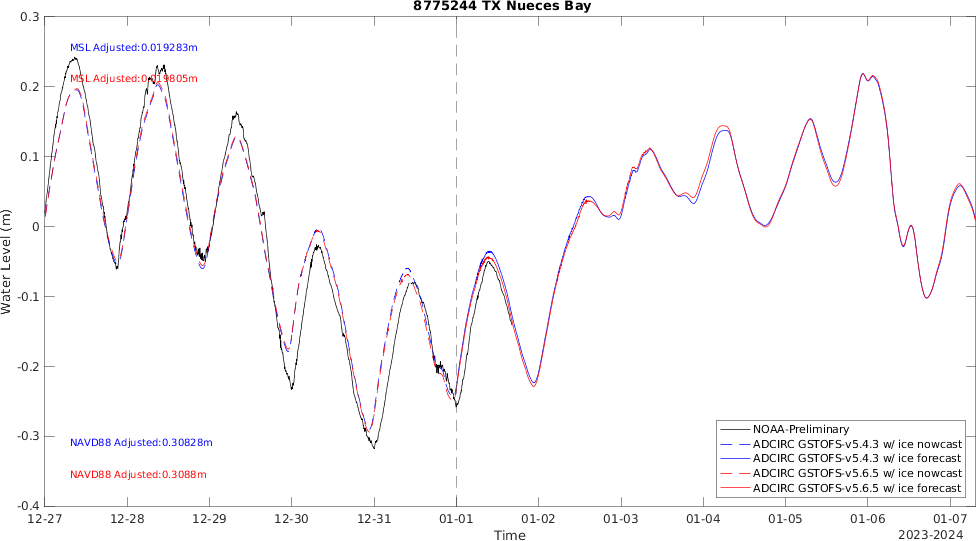 8775244 TX Nueces Bay
MSL Adjusted:0.019283m
MSL Adjusted:0.019805m
NAVD88 Adjusted:0.30828m
NAVD88 Adjusted:0.3088m
Water Level (m)
0.3
0.2
0.1
0
-0.1
-0.2
-0.3
-0.4
NOAA-Preliminary
ADCIRC GSTOFS-v5.4.3 w/ ice nowcast
ADCIRC GSTOFS-v5.4.3 w/ ice forecast
ADCIRC GSTOFS-v5.6.5 w/ ice nowcast
ADCIRC GSTOFS-v5.6.5 w/ ice forecast
12-27 12-28 12-29 12-30 12-31 01-01 01-02 01-03 01-04 01-05 01-06 01-07
Time
2023-2024